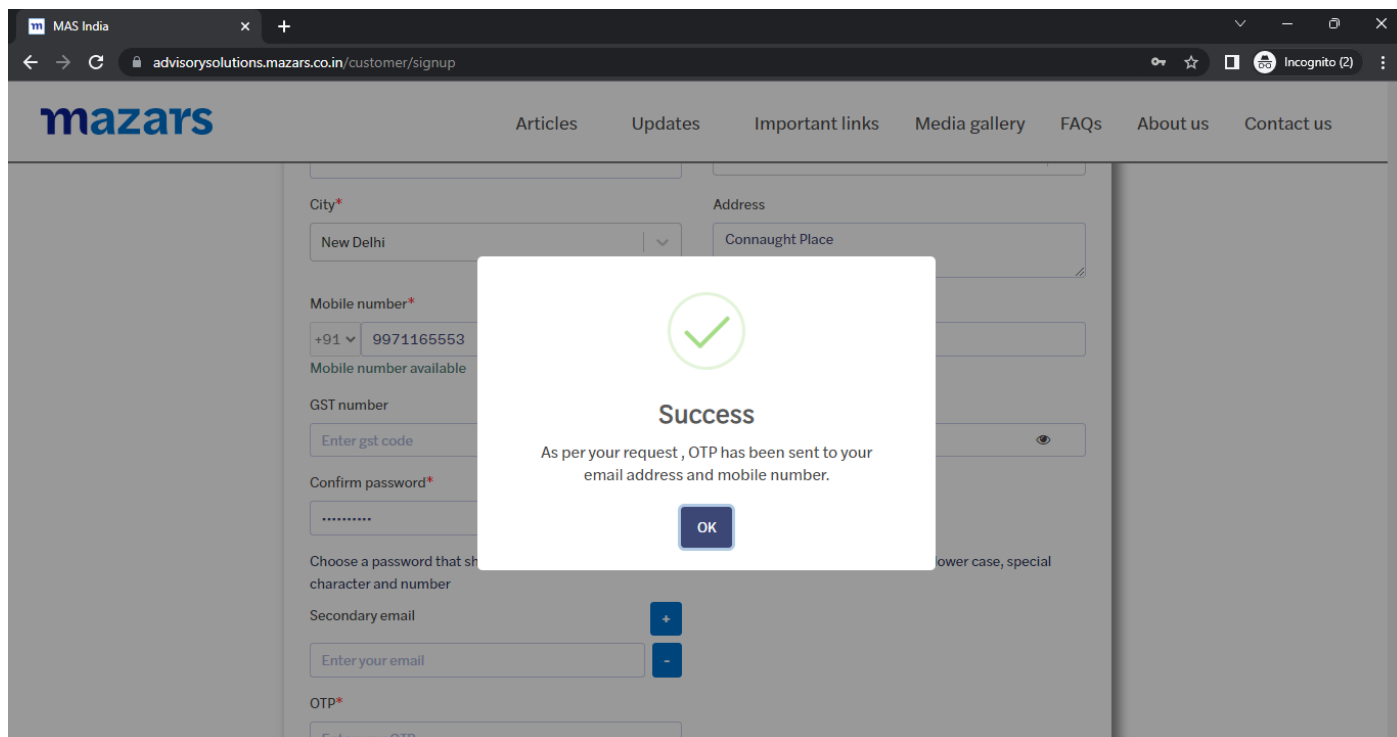 m MAS India
advisorysolutions.mazars.co.in/customer/signup
Incognito (2)
mazars
Articles Updates Important links Media gallery FAQs About us Contact us
City*
Address
New Delhi
Connaught Place
Mobile number*
+91 9971165553
Mobile number available
GST number
Enter gst code
Confirm password*
Success
As per your request , OTP has been sent to your
email address and mobile number.
OK
Choose a password that
lower case, special
character and number
Secondary email
+
Enter your email
-
OTP*